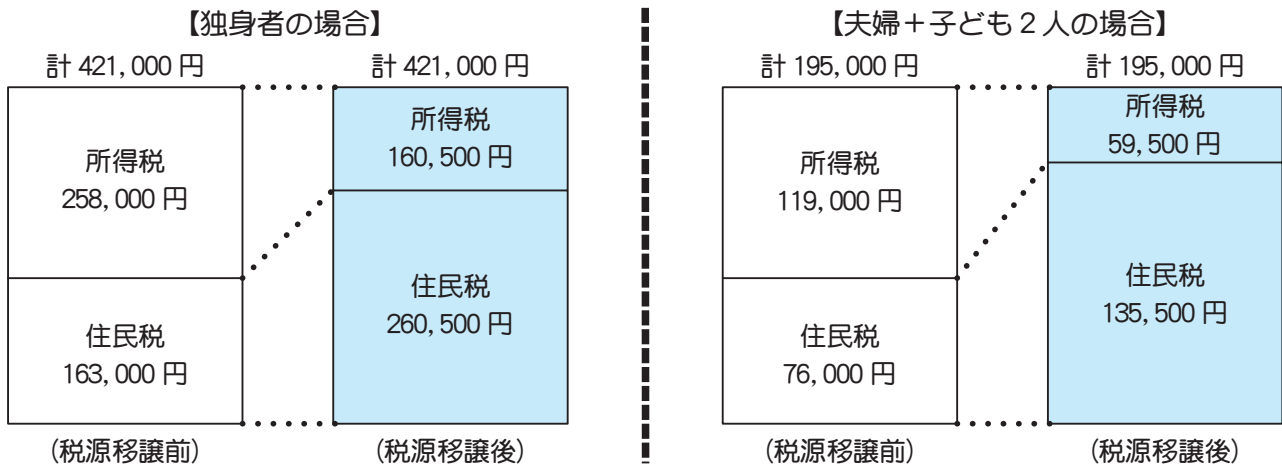 【独身者の場合】
計 421,000 円
計 421,000 円
所得税
258,000 円
住民税
163,000 円
所得税
160,500 円
住民税
260,500 円
(税源移譲前)
(税源移譲後)
【夫婦+子ども2人の場合】
計 195,000 円
計 195,000 円
所得税
119,000 円
住民税
76,000 円
所得税
59,500 円
住民税
135,500 円
(税源移譲前)
(税源移譲後)